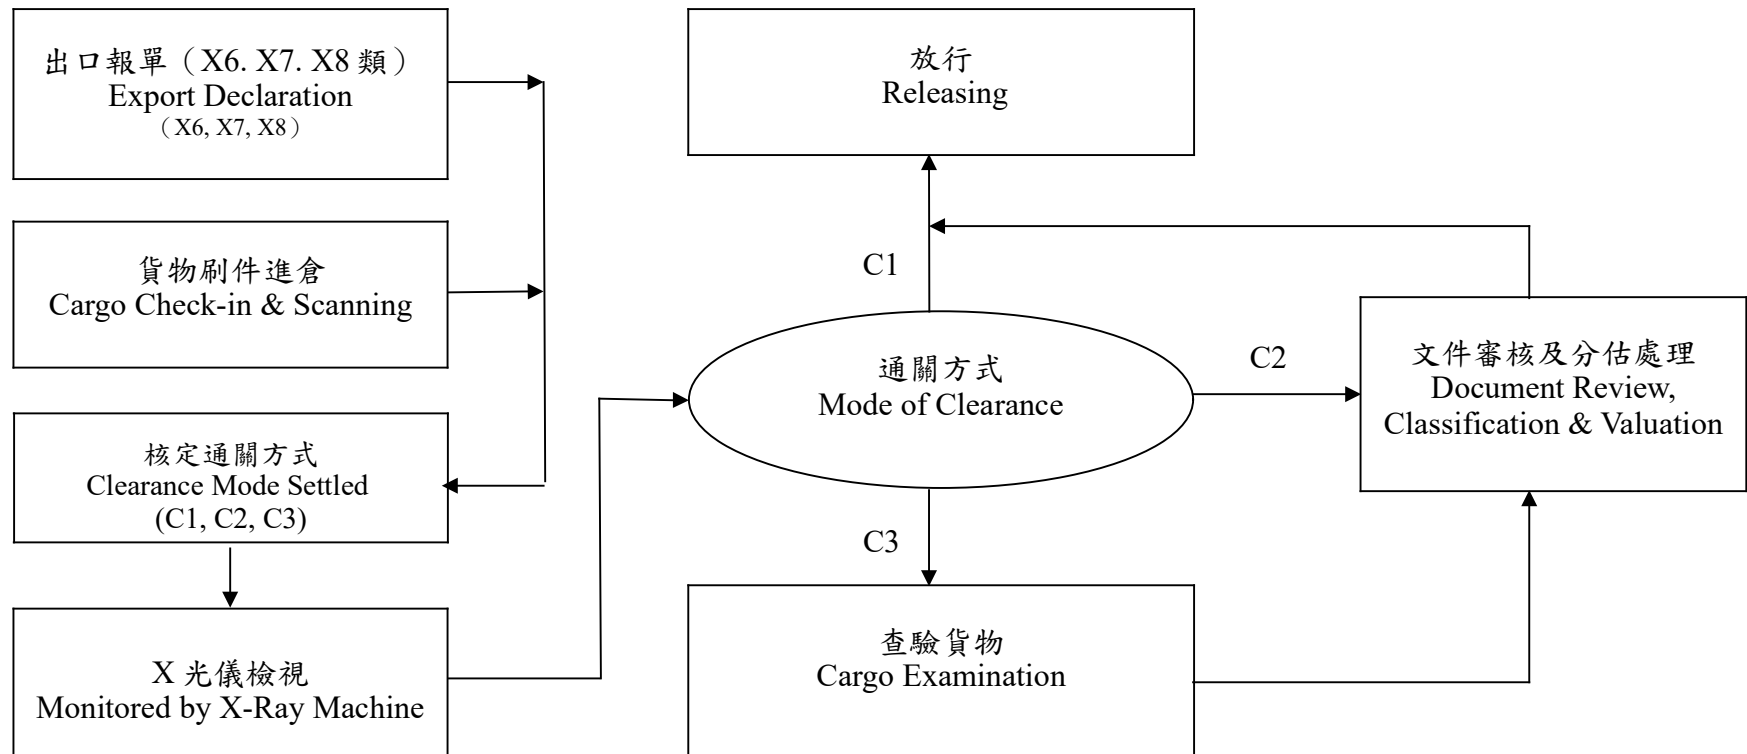 出口報單（X6. X7. X8 類）
Export Declaration
（X6, X7, X8）
貨物刷件進倉
Cargo Check-in & Scanning
核定通關方式
Clearance Mode Settled
(C1, C2, C3)
X 光儀檢視
Monitored by X-Ray Machine
放行
Releasing
C1
通關方式
Mode of Clearance
C2
文件審核及分估處理
Document Review,
Classification & Valuation
C3
查驗貨物
Cargo Examination